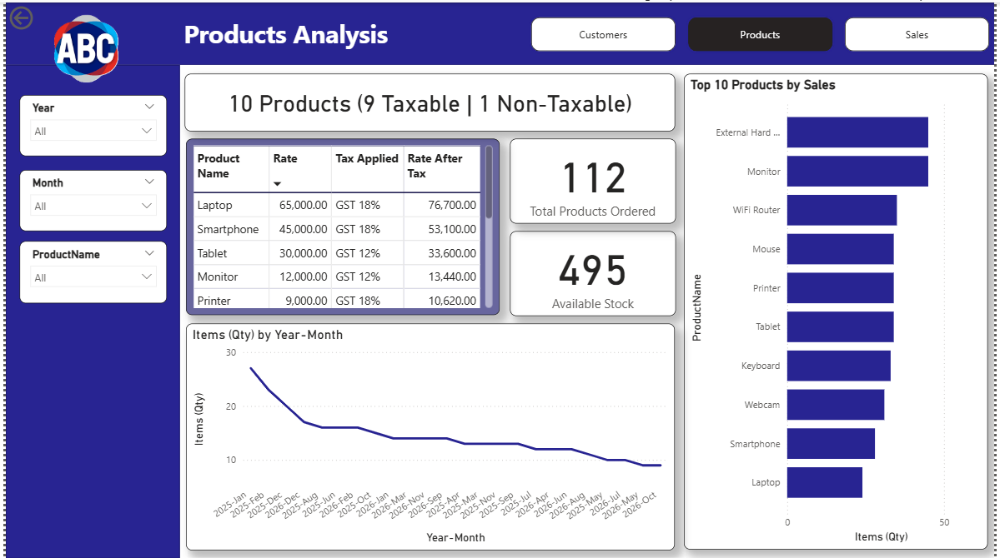 ABC
Products Analysis
Customers
Products
Sales
Year
All
Month
All
ProductName
All
10 Products (9 Taxable | 1 Non-Taxable)
Product Name Rate Tax Applied Rate After Tax
Laptop 65,000.00 GST 18% 76,700.00
Smartphone 45,000.00 GST 18% 53,100.00
Tablet 30,000.00 GST 12% 33,600.00
Monitor 12,000.00 GST 12% 13,440.00
Printer 9,000.00 GST 18% 10,620.00
112
Total Products Ordered
495
Available Stock
Items (Qty) by Year-Month
Items (Qty)
30
20
10
2025-Jan
2025-Feb
2025-Dec
2026-Dec
2025-Aug
2025-Jun
2026-Feb
2025-Oct
2026-Jan
2026-Mar
2026-Nov
2026-Sep
2025-Apr
2025-Mar
2025-Nov
2025-Sep
2025-Jul
2026-Apr
2026-Jun
2026-Aug
2025-May
2026-Jul
2026-May
2026-Oct
Year-Month
Top 10 Products by Sales
ProductName
External Hard ...
Monitor
WiFi Router
Mouse
Printer
Tablet
Keyboard
Webcam
Smartphone
Laptop
0
50
Items (Qty)